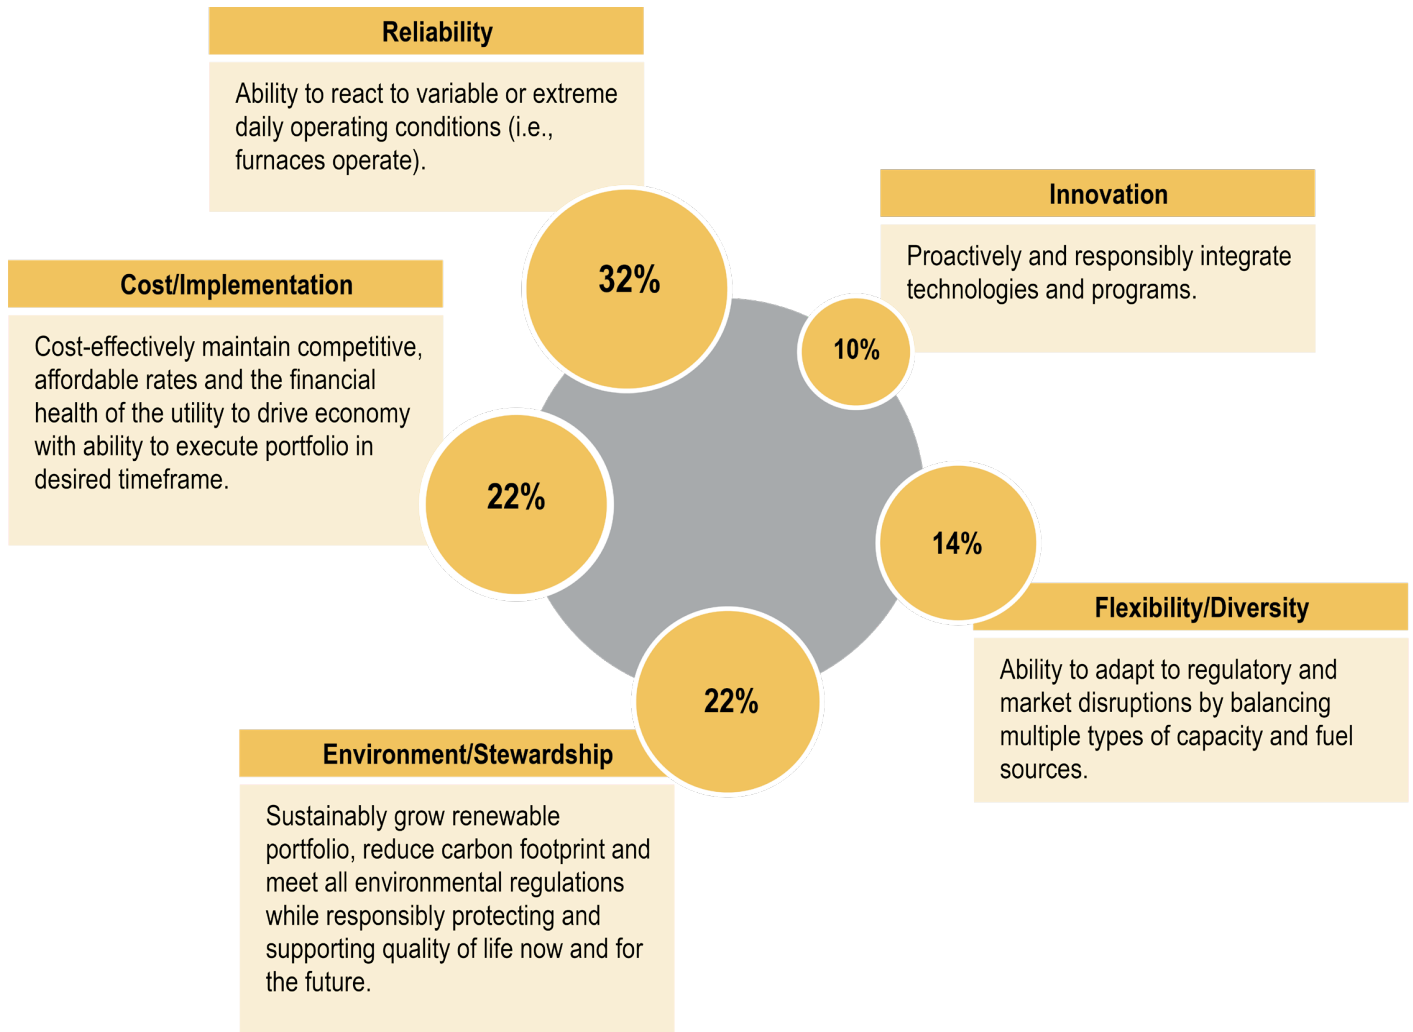 Reliability
Ability to react to variable or extreme
daily operating conditions (i.e.,
furnaces operate).
32%
Innovation
Proactively and responsibly integrate
technologies and programs.
10%
Cost/Implementation
Cost-effectively maintain competitive,
affordable rates and the financial
health of the utility to drive economy
with ability to execute portfolio in
desired timeframe.
22%
14%
Flexibility/Diversity
Ability to adapt to regulatory and
market disruptions by balancing
multiple types of capacity and fuel
sources.
22%
Environment/Stewardship
Sustainably grow renewable
portfolio, reduce carbon footprint and
meet all environmental regulations
while responsibly protecting and
supporting quality of life now and for
the future.